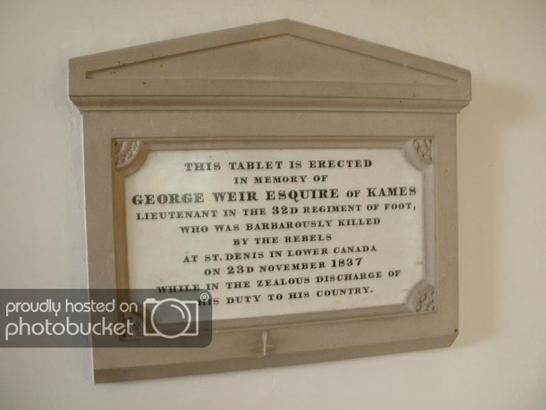 THIS TABLET IS ERECTED
IN MEMORY OF
GEORGE WEIR ESQUIRE OF KAMES
LIEUTENANT IN THE 32D REGIMENT OF FOOT,
WHO WAS BARBAROUSLY KILLED
BY THE REBELS
AT ST. DENIS IN LOWER CANADA
ON 23D NOVEMBER 1837
WHILE IN THE ZEALOUS DISCHARGE OF
HIS DUTY TO HIS COUNTRY.
proudly hosted on
photobucket